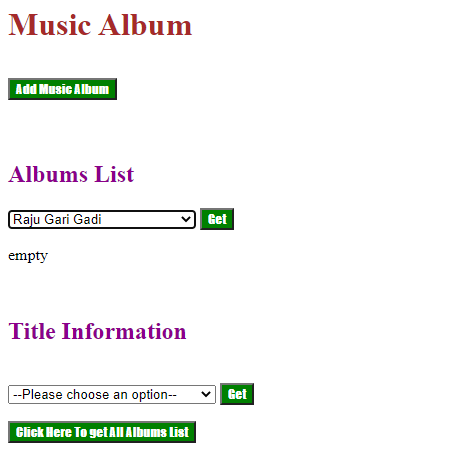 Music Album
Add Music Album
Albums List
Raju Gari Gadi Get
empty
Title Information
--Please choose an option-- Get
Click Here To get All Albums List